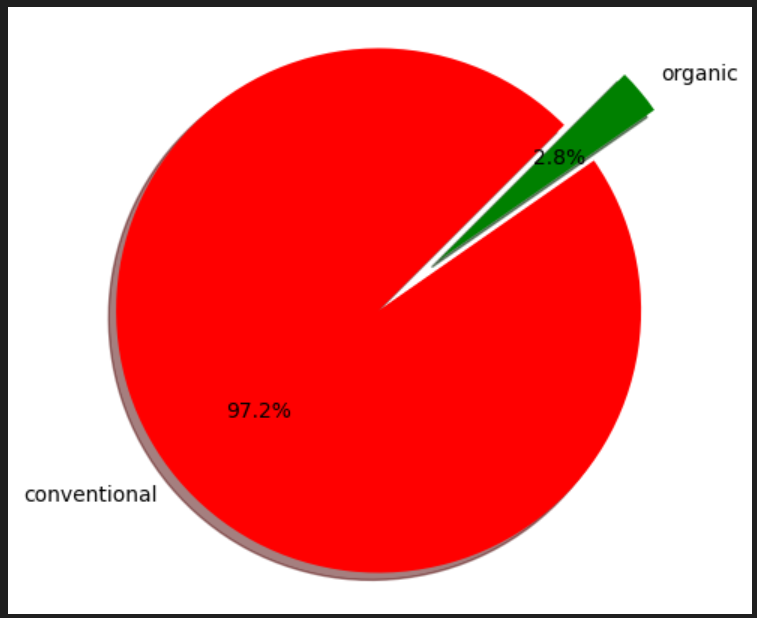 organic
2.8%
97.2%
conventional